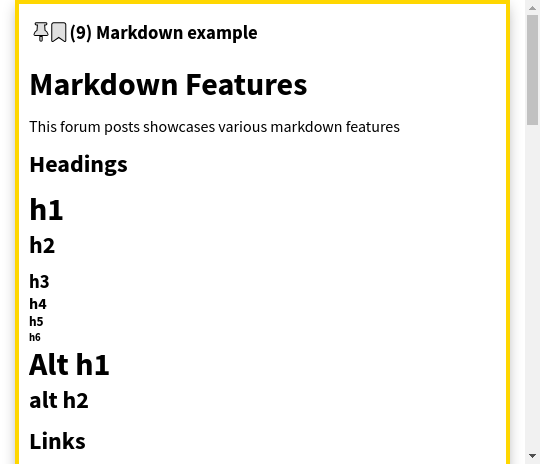 (9) Markdown example
Markdown Features
This forum posts showcases various markdown features
Headings
h1
h2
h3
h4
h5
h6
Alt h1
alt h2
Links